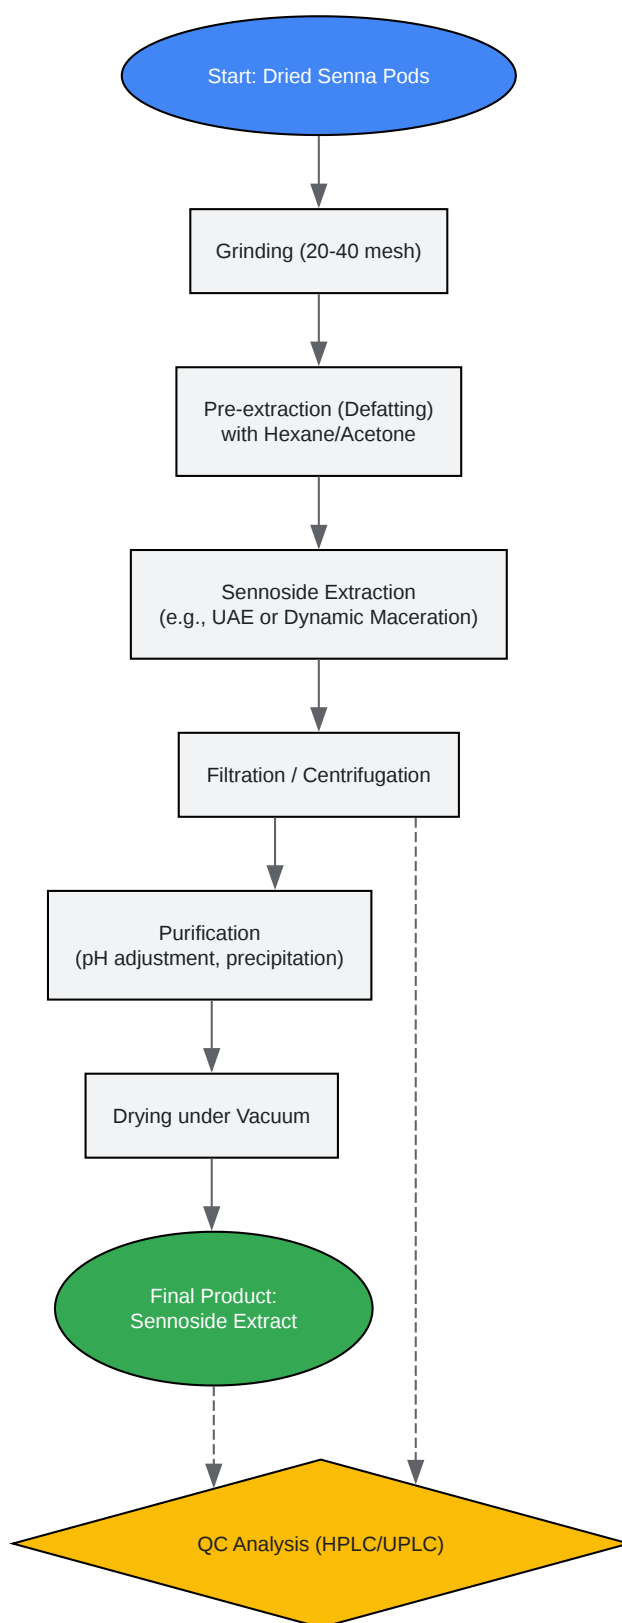 Start: Dried Senna Pods
Grinding (20-40 mesh)
Pre-extraction (Defatting)
with Hexane/Acetone
Sennoside Extraction
(e.g., UAE or Dynamic Maceration)
Filtration / Centrifugation
Purification
(pH adjustment, precipitation)
Drying under Vacuum
Final Product:
Sennoside Extract
QC Analysis (HPLC/UPLC)